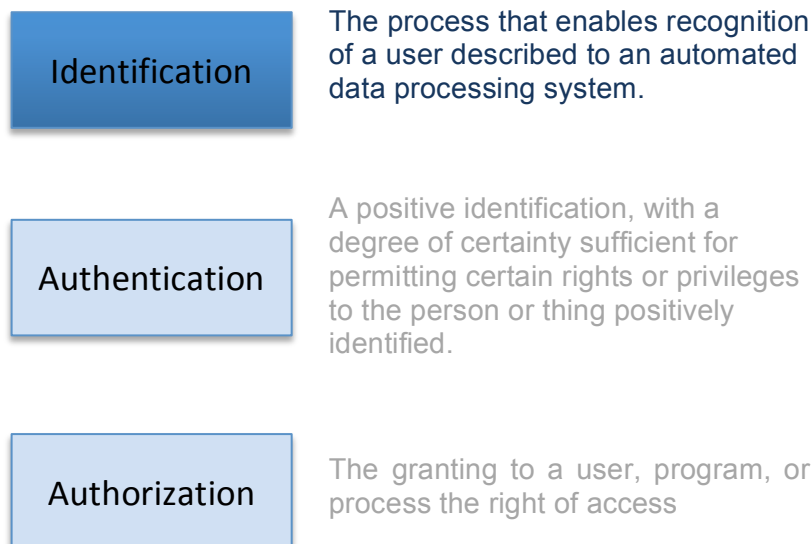 Identification
The process that enables recognition
of a user described to an automated
data processing system.
Authentication
A positive identification, with a
degree of certainty sufficient for
permitting certain rights or privileges
to the person or thing positively
identified.
Authorization
The granting to a user, program, or
process the right of access